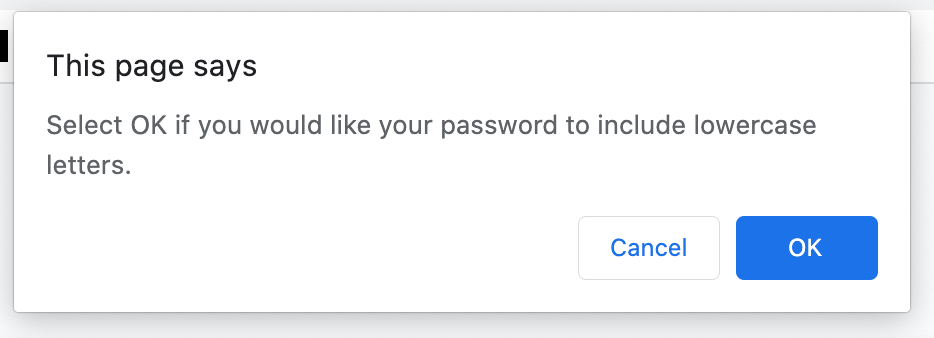 This page says
Select OK if you would like your password to include lowercase
letters.
Cancel
OK